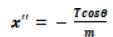 x'' = - Tcosθ/m